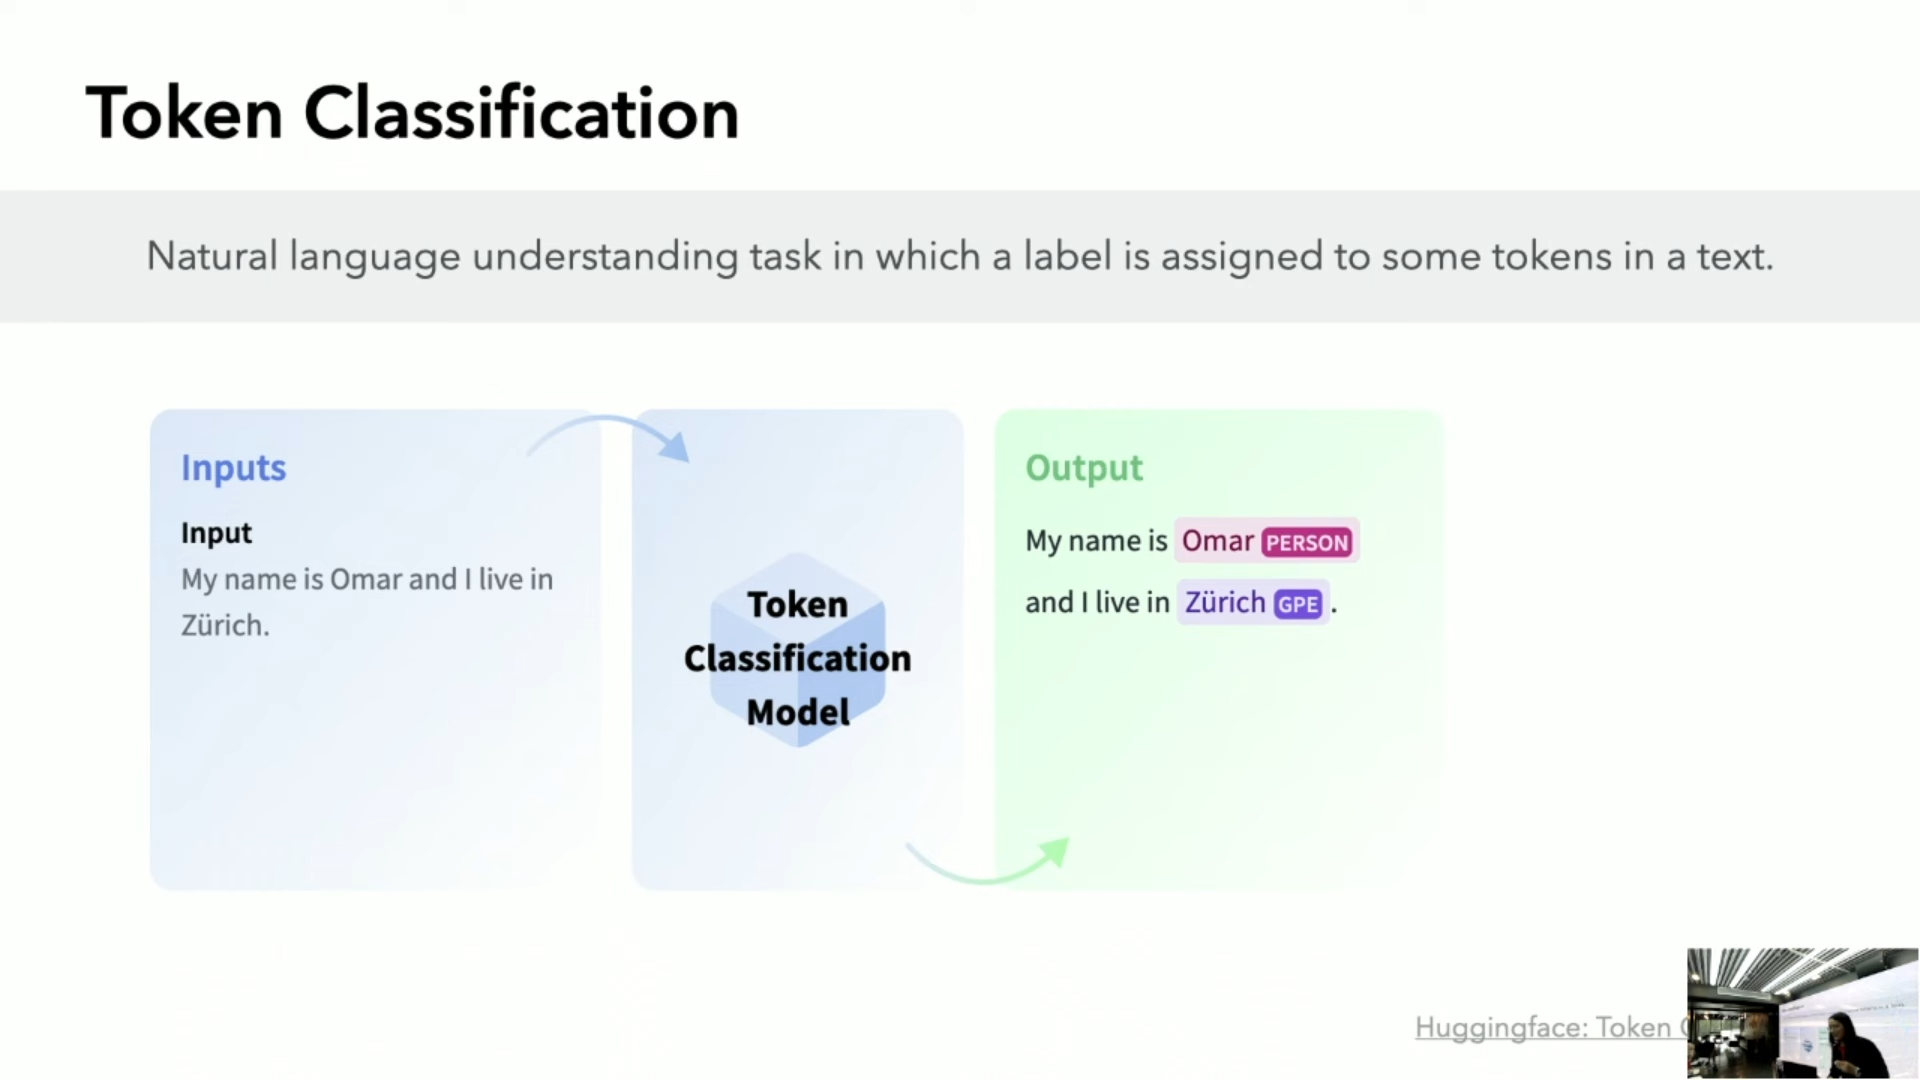 Token Classification
Natural language understanding task in which a label is assigned to some tokens in a text.
Inputs
Input
My name is Omar and I live in
Zürich.
Token
Classification
Model
Output
My name is Omar PERSON
and I live in Zürich GPE .
Huggingface: Token